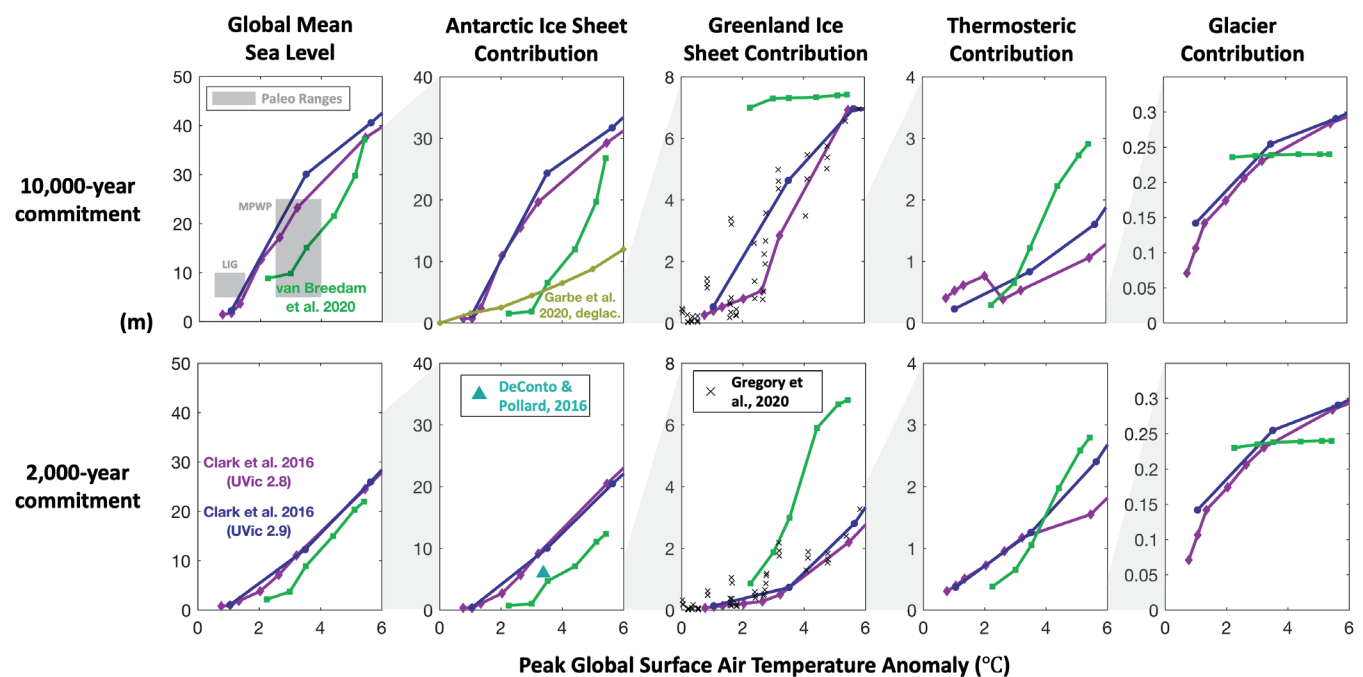 Global Mean
Sea Level
Antarctic Ice Sheet
Contribution
Greenland Ice
Sheet Contribution
Thermosteric
Contribution
Glacier
Contribution
10,000-year
commitment
(m)
50
40
30
20
10
0
Paleo Ranges
MPWP
LIG
van Breedam
et al. 2020
40
30
20
10
0
Garbe et al.
2020, deglac.
8
6
4
2
0
4
3
2
1
0
0.3
0.25
0.2
0.15
0.1
0.05
0
2,000-year
commitment
50
40
30
20
10
0
Clark et al. 2016
(UVic 2.8)
Clark et al. 2016
(UVic 2.9)
40
30
20
10
0
DeConto &
Pollard, 2016
8
6
4
2
0
Gregory et
al., 2020
4
3
2
1
0
0.3
0.25
0.2
0.15
0.1
0.05
0
0 2 4 6
0 2 4 6
0 2 4 6
0 2 4 6
0 2 4 6
Peak Global Surface Air Temperature Anomaly (℃)